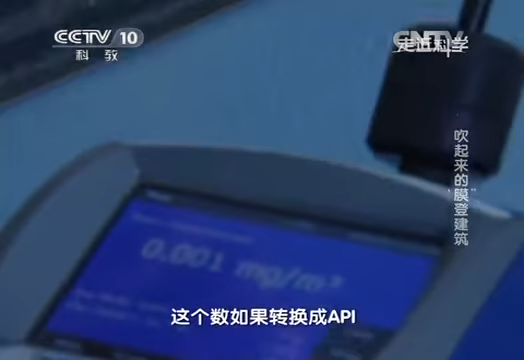 CCTV 10
科教
CNTV
走近科学
吹起来的“膜”登建筑
0.001 mg/m³
这个数如果转换成API